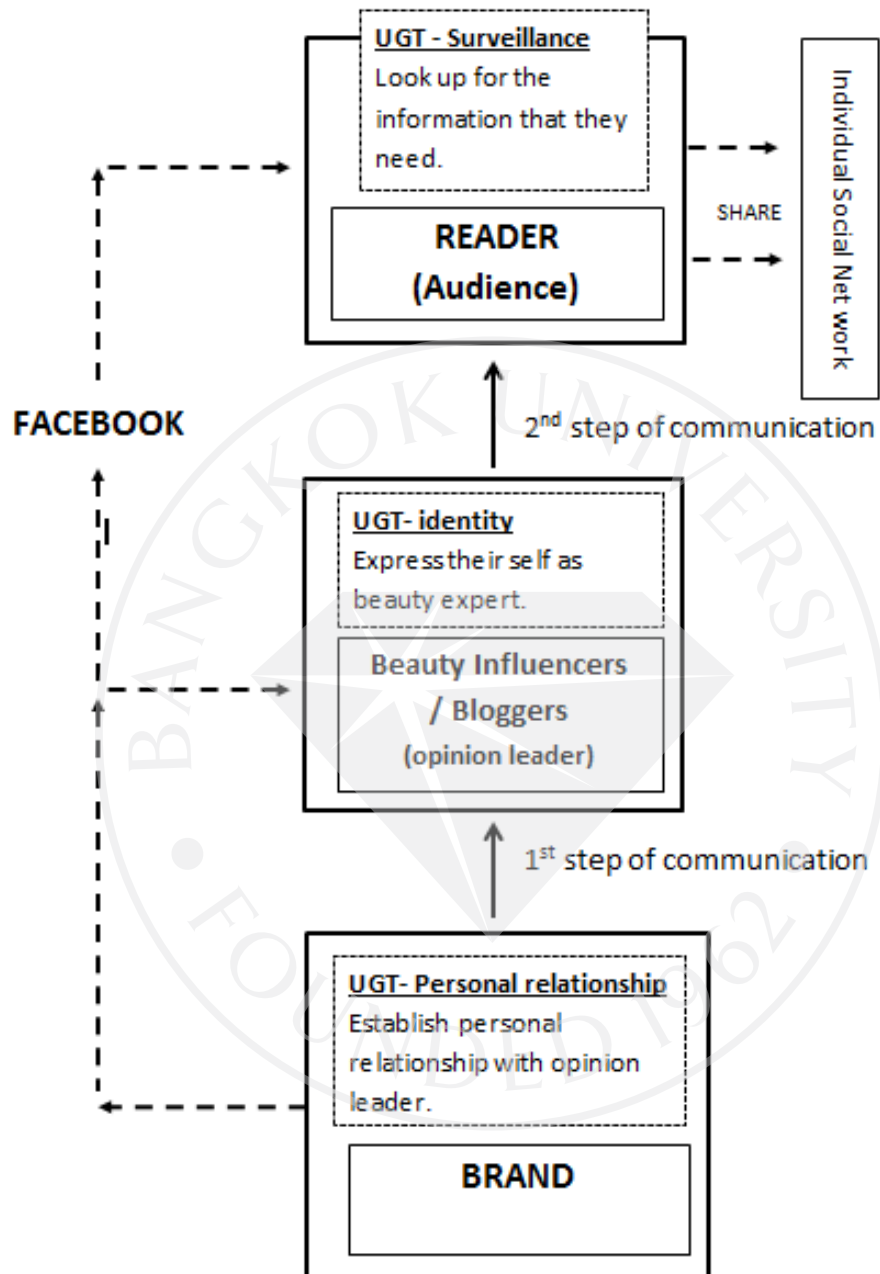 UGT - Surveillance
Look up for the
information that they
need.
READER
(Audience)
SHARE
Individual Social Net work
2nd step of communication
FACEBOOK
UGT- identity
Express their self as
beauty expert.
Beauty Influencers
/ Bloggers
(opinion leader)
1st step of communication
UGT- Personal relationship
Establish personal
relationship with opinion
leader.
BRAND
BANGKOK UNIVERSITY
FOUNDED 1962